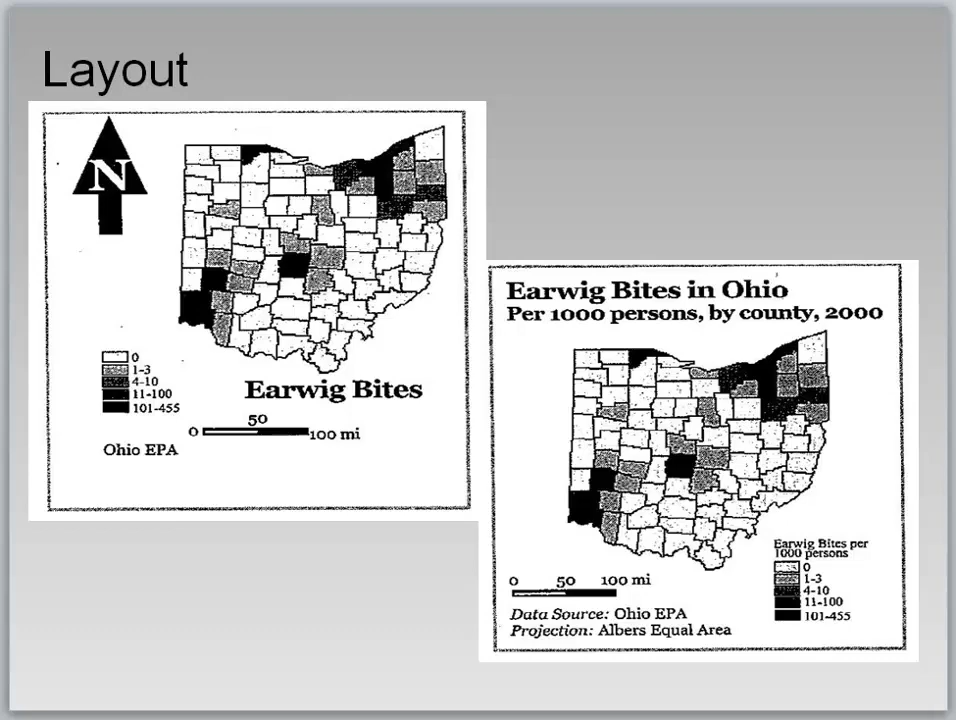 Layout
N
0
1-3
4-10
11-100
101-455
Earwig Bites
50
0
100 mi
Ohio EPA
Earwig Bites in Ohio
Per 1000 persons, by county, 2000
Earwig Bites per
1000 persons
0
1-3
4-10
11-100
101-455
0 50 100 mi
Data Source: Ohio EPA
Projection: Albers Equal Area